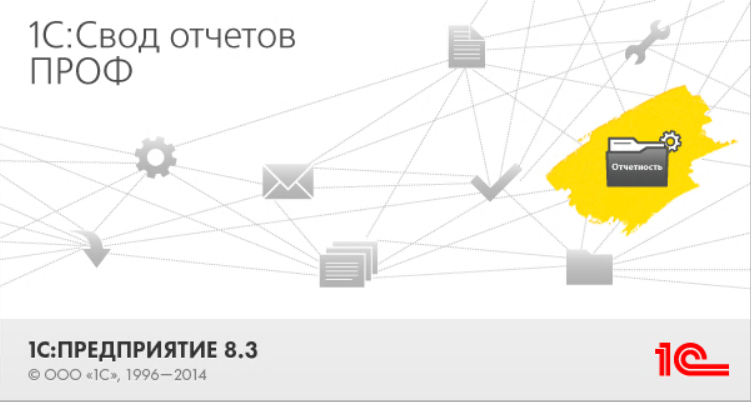 1С:Свод отчетов
ПРОФ
Отчетность
1С:ПРЕДПРИЯТИЕ 8.3
© ООО «1С», 1996—2014
1С